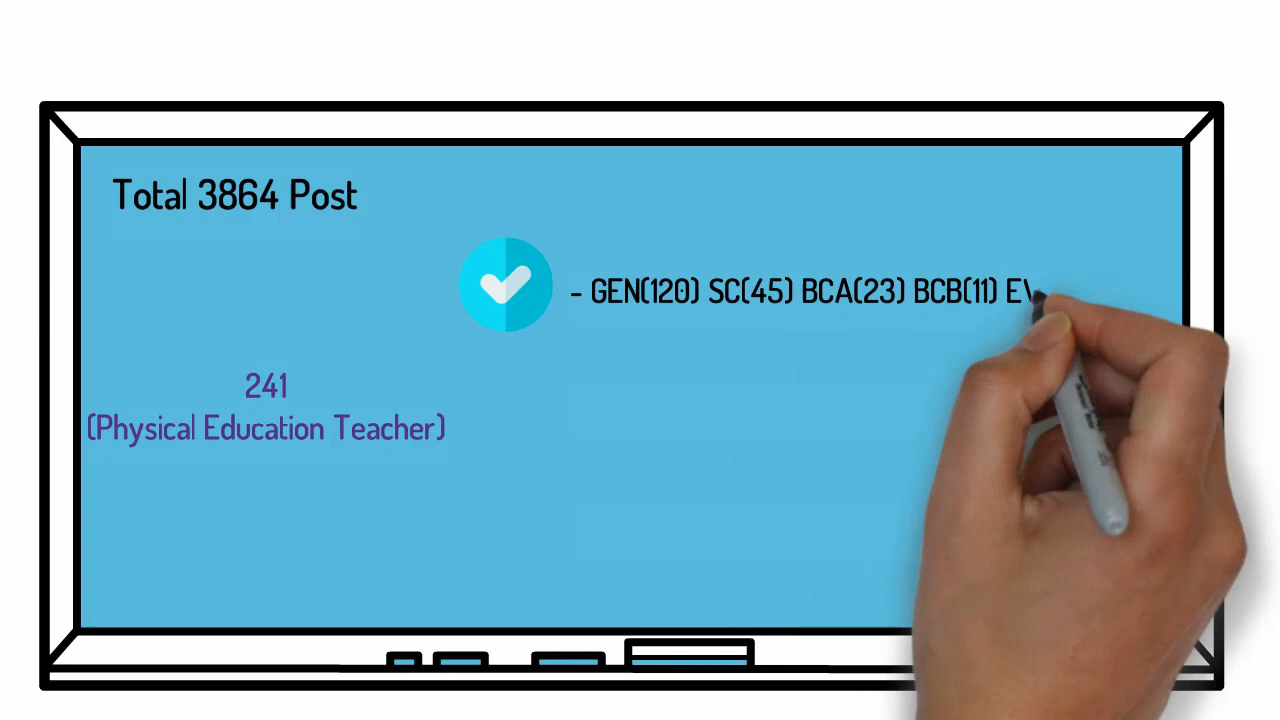 Total 3864 Post
- GEN(120) SC(45) BCA(23) BCB(11)
241
(Physical Education Teacher)